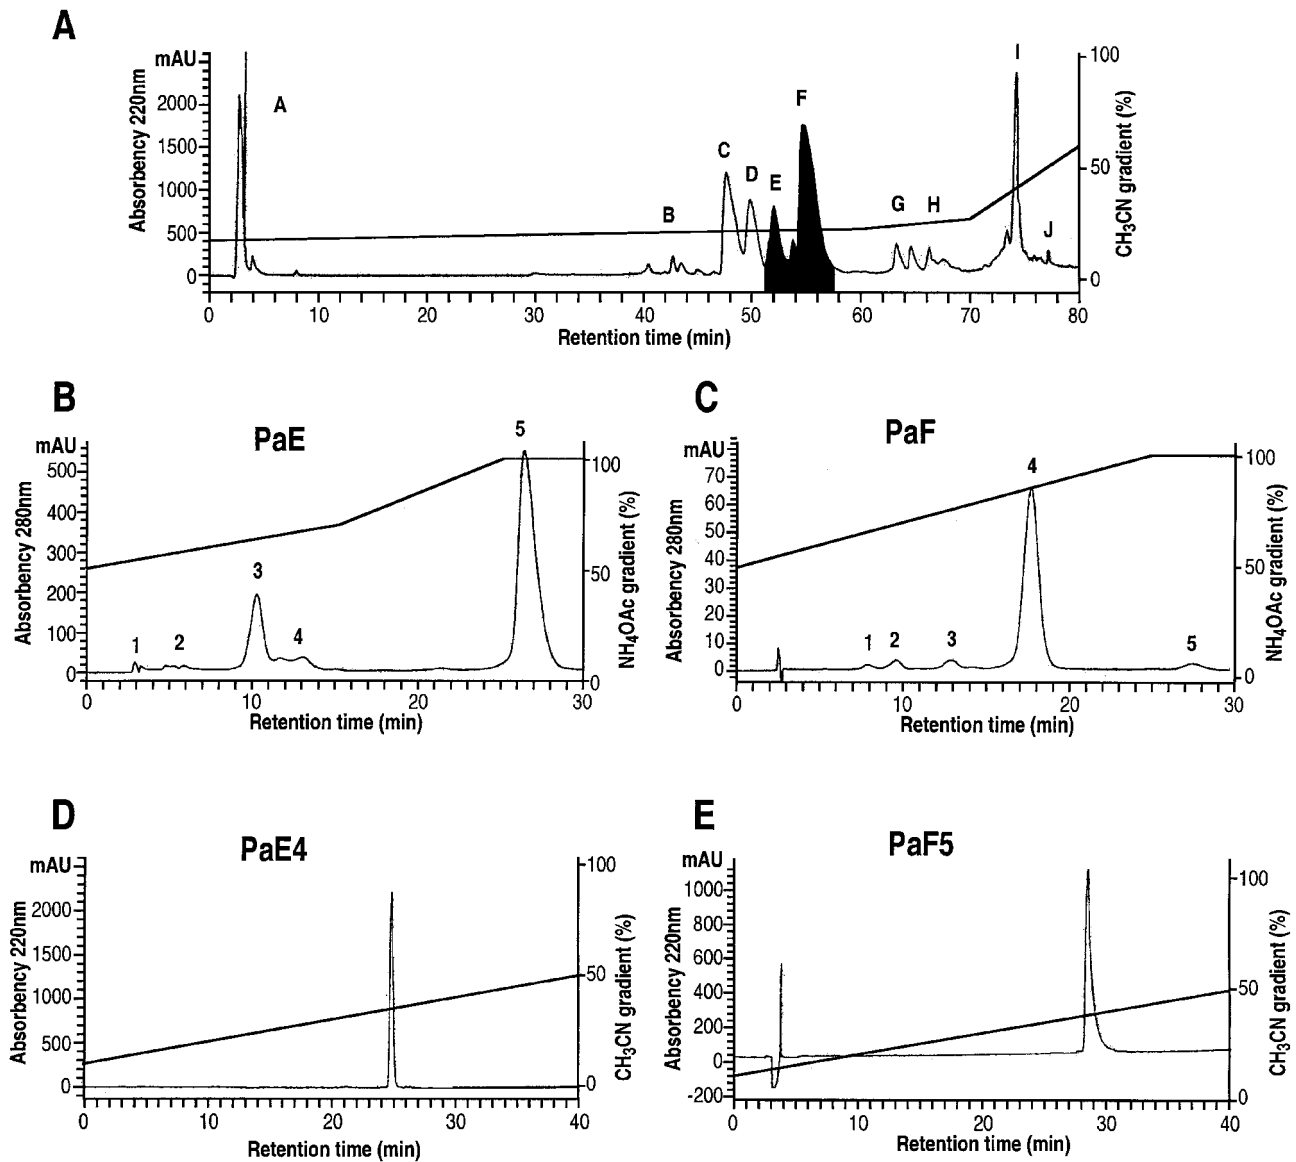 A
mAU
Absorbency 220nm
2000
1500
1000
500
0
A
B
C
D
E
F
G
H
I
J
100
50
0
CH3CN gradient (%)
0 10 20 30 40 50 60 70 80
Retention time (min)
B
PaE
mAU
Absorbency 280nm
500
400
300
200
100
0
1
2
3
4
5
100
50
0
NH4OAc gradient (%)
0 10 20 30
Retention time (min)
C
PaF
mAU
Absorbency 280nm
70
60
50
40
30
20
10
0
1
2
3
4
5
100
50
0
NH4OAc gradient (%)
0 10 20 30
Retention time (min)
D
PaE4
mAU
Absorbency 220nm
2000
1500
1000
500
0
100
50
0
CH3CN gradient (%)
0 10 20 30 40
Retention time (min)
E
PaF5
mAU
Absorbency 220nm
1000
800
600
400
200
0
-200
100
50
0
CH3CN gradient (%)
0 10 20 30 40
Retention time (min)